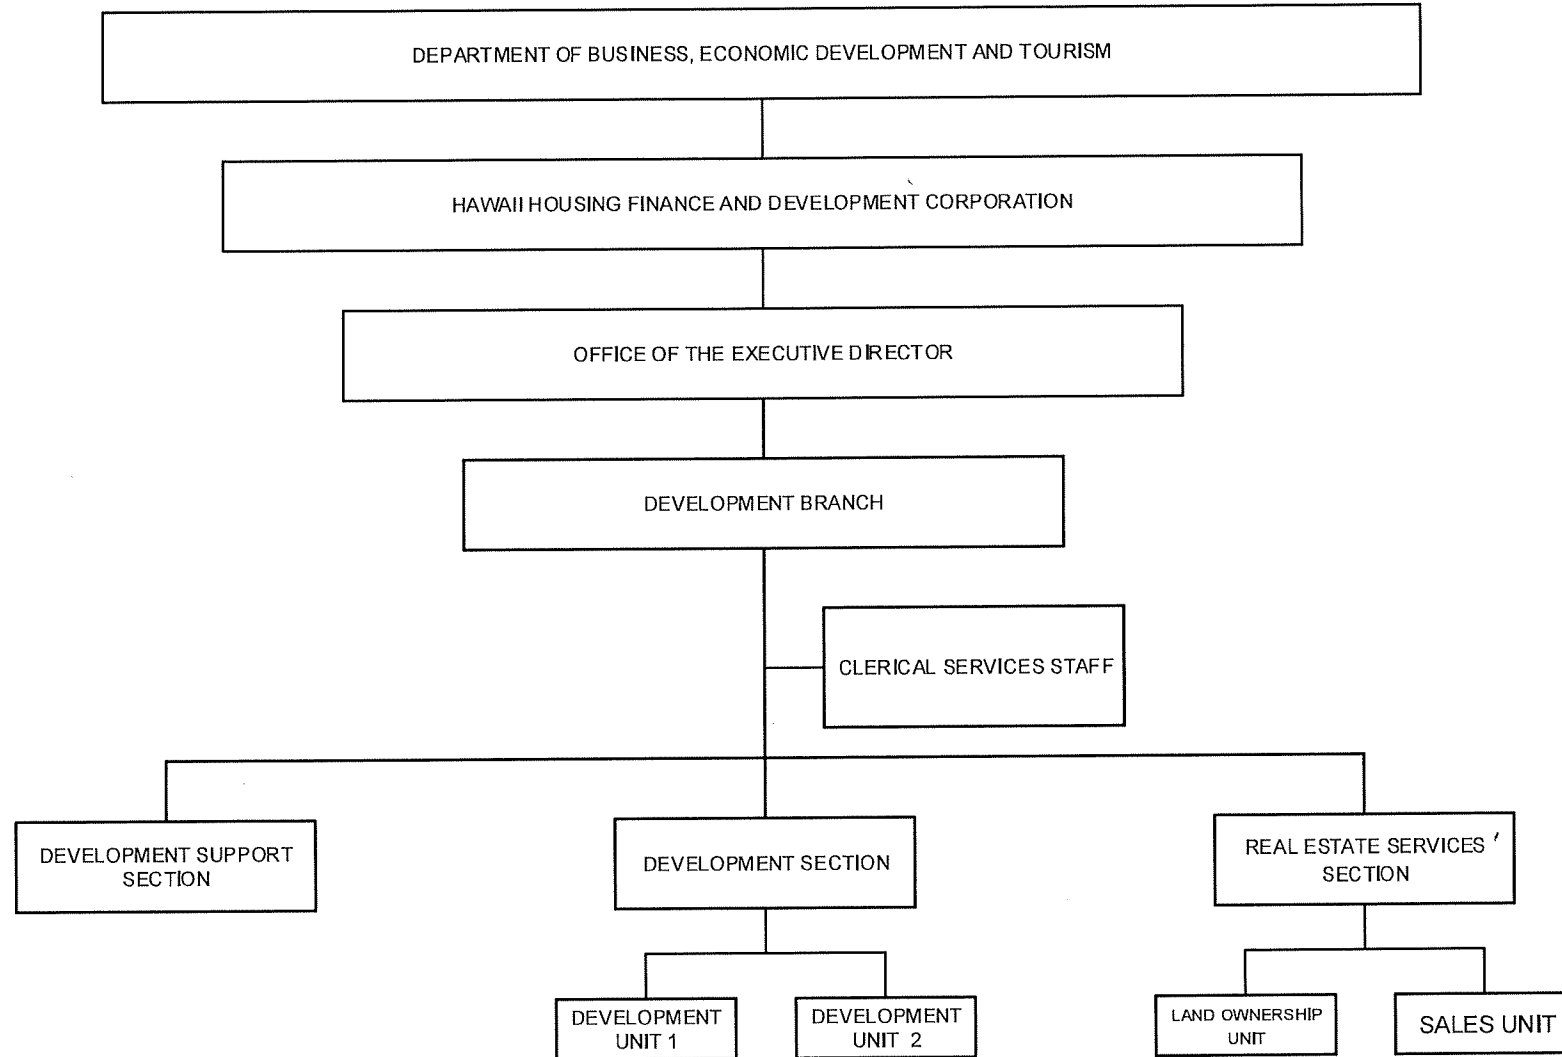 DEPARTMENT OF BUSINESS, ECONOMIC DEVELOPMENT AND TOURISM
HAWAII HOUSING FINANCE AND DEVELOPMENT CORPORATION
OFFICE OF THE EXECUTIVE DIRECTOR
DEVELOPMENT BRANCH
CLERICAL SERVICES STAFF
DEVELOPMENT SUPPORT
SECTION
DEVELOPMENT SECTION
REAL ESTATE SERVICES
SECTION
DEVELOPMENT
UNIT 1
DEVELOPMENT
UNIT 2
LAND OWNERSHIP
UNIT
SALES UNIT